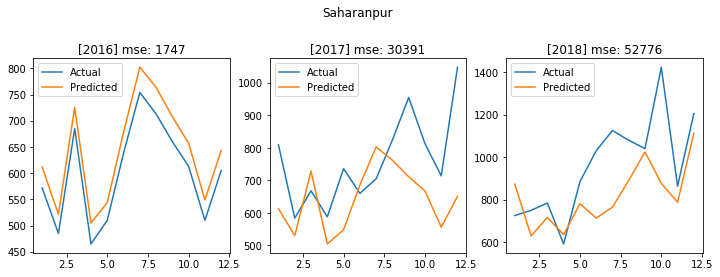 Saharanpur
[2016] mse: 1747
Actual
Predicted
800
750
700
650
600
550
500
450
2.5 5.0 7.5 10.0 12.5
[2017] mse: 30391
Actual
Predicted
1000
900
800
700
600
500
2.5 5.0 7.5 10.0 12.5
[2018] mse: 52776
Actual
Predicted
1400
1200
1000
800
600
2.5 5.0 7.5 10.0 12.5